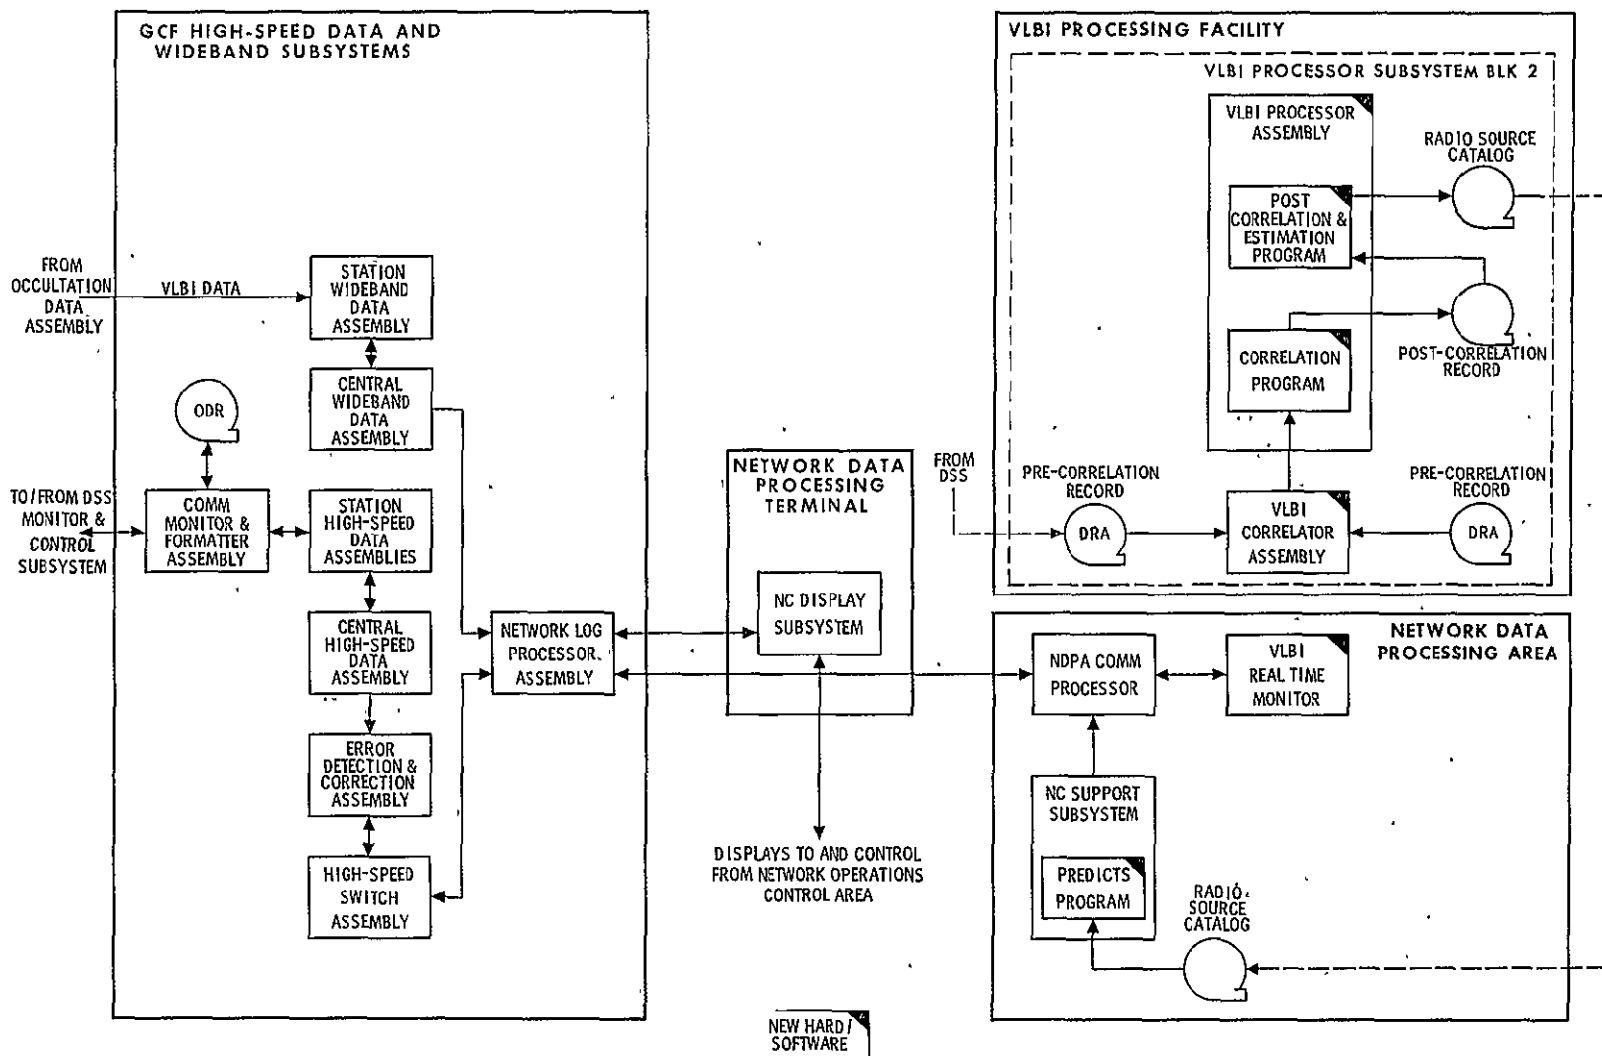 GCF HIGH-SPEED DATA AND
WIDEBAND SUBSYSTEMS
FROM
OCCULTATION
DATA
ASSEMBLY
VLBI DATA
STATION
WIDEBAND
DATA
ASSEMBLY
CENTRAL
WIDEBAND
DATA
ASSEMBLY
ODR
TO/FROM DSS
MONITOR &
CONTROL
SUBSYSTEM
COMM
MONITOR &
FORMATTER
ASSEMBLY
STATION
HIGH-SPEED
DATA
ASSEMBLIES
CENTRAL
HIGH-SPEED
DATA
ASSEMBLY
ERROR
DETECTION &
CORRECTION
ASSEMBLY
HIGH-SPEED
SWITCH
ASSEMBLY
NETWORK LOG
PROCESSOR
ASSEMBLY
NETWORK DATA
PROCESSING
TERMINAL
NC DISPLAY
SUBSYSTEM
DISPLAYS TO AND CONTROL
FROM NETWORK OPERATIONS
CONTROL AREA
NEW HARD/
SOFTWARE
VLBI PROCESSING FACILITY
VLBI PROCESSOR SUBSYSTEM BLK 2
VLBI PROCESSOR
ASSEMBLY
RADIO SOURCE
CATALOG
POST
CORRELATION &
ESTIMATION
PROGRAM
CORRELATION
PROGRAM
POST-CORRELATION
RECORD
FROM
DSS
PRE-CORRELATION
RECORD
DRA
VLBI
CORRELATOR
ASSEMBLY
PRE-CORRELATION
RECORD
DRA
NETWORK DATA
PROCESSING AREA
NDPA COMM
PROCESSOR
VLBI
REAL TIME
MONITOR
NC SUPPORT
SUBSYSTEM
PREDICTS
PROGRAM
RADIO
SOURCE
CATALOG